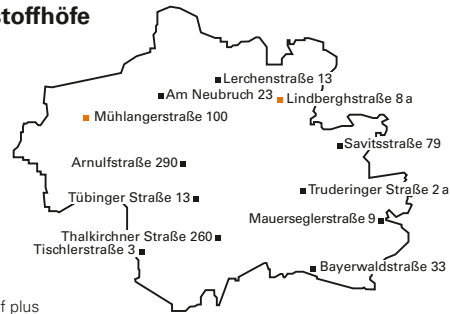 stoffhöfe
Lerchenstraße 13
Am Neubruch 23
Lindberghstraße 8 a
Mühlangerstraße 100
Savitsstraße 79
Arnulfstraße 290
Truderinger Straße 2 a
Tübinger Straße 13
Mauerseglerstraße 9
Thalkirchner Straße 260
Tischlerstraße 3
Bayerwaldstraße 33
f plus